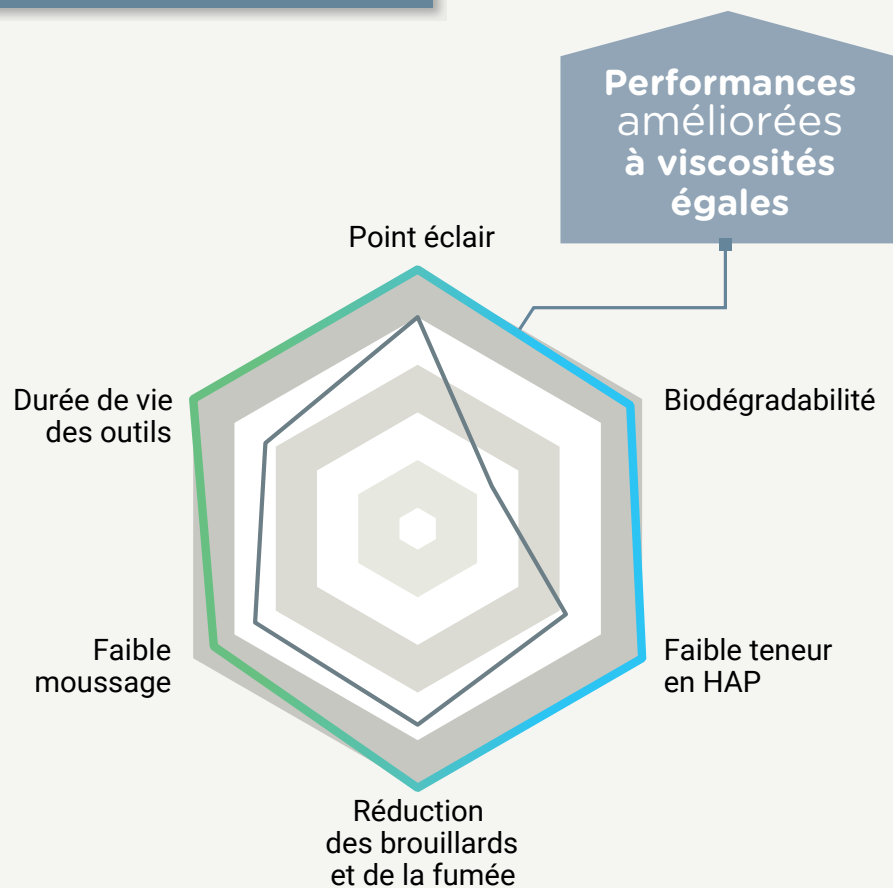 Performances
améliorées
à viscosités
égales
Point éclair
Durée de vie
des outils
Biodégradabilité
Faible
moussage
Faible teneur
en HAP
Réduction
des brouillards
et de la fumée